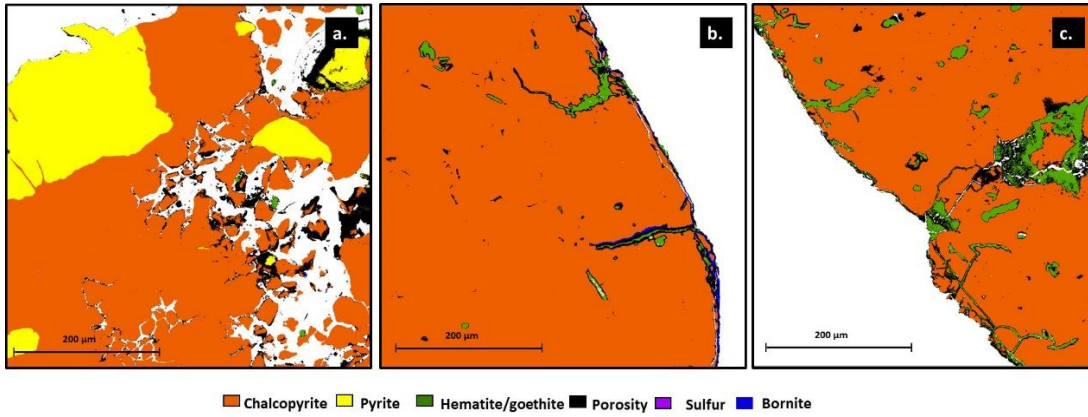 a.
b.
c.
200 µm
200 µm
200 µm
Chalcopyrite Pyrite Hematite/goethite Porosity Sulfur Bornite